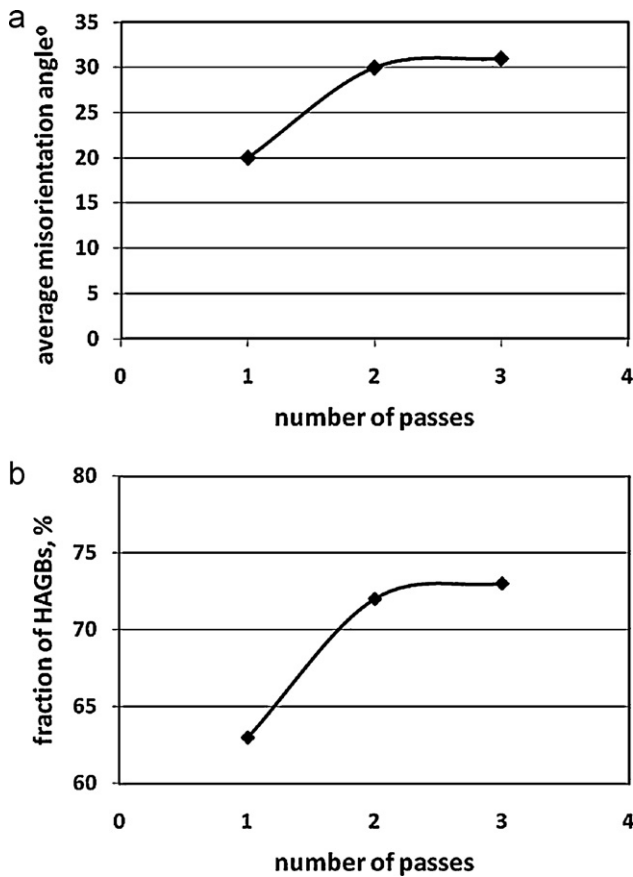 a
average misorientation angleº
35
30
25
20
15
10
5
0
0 1 2 3 4
number of passes
b
fraction of HAGBs, %
80
75
70
65
60
0 1 2 3 4
number of passes